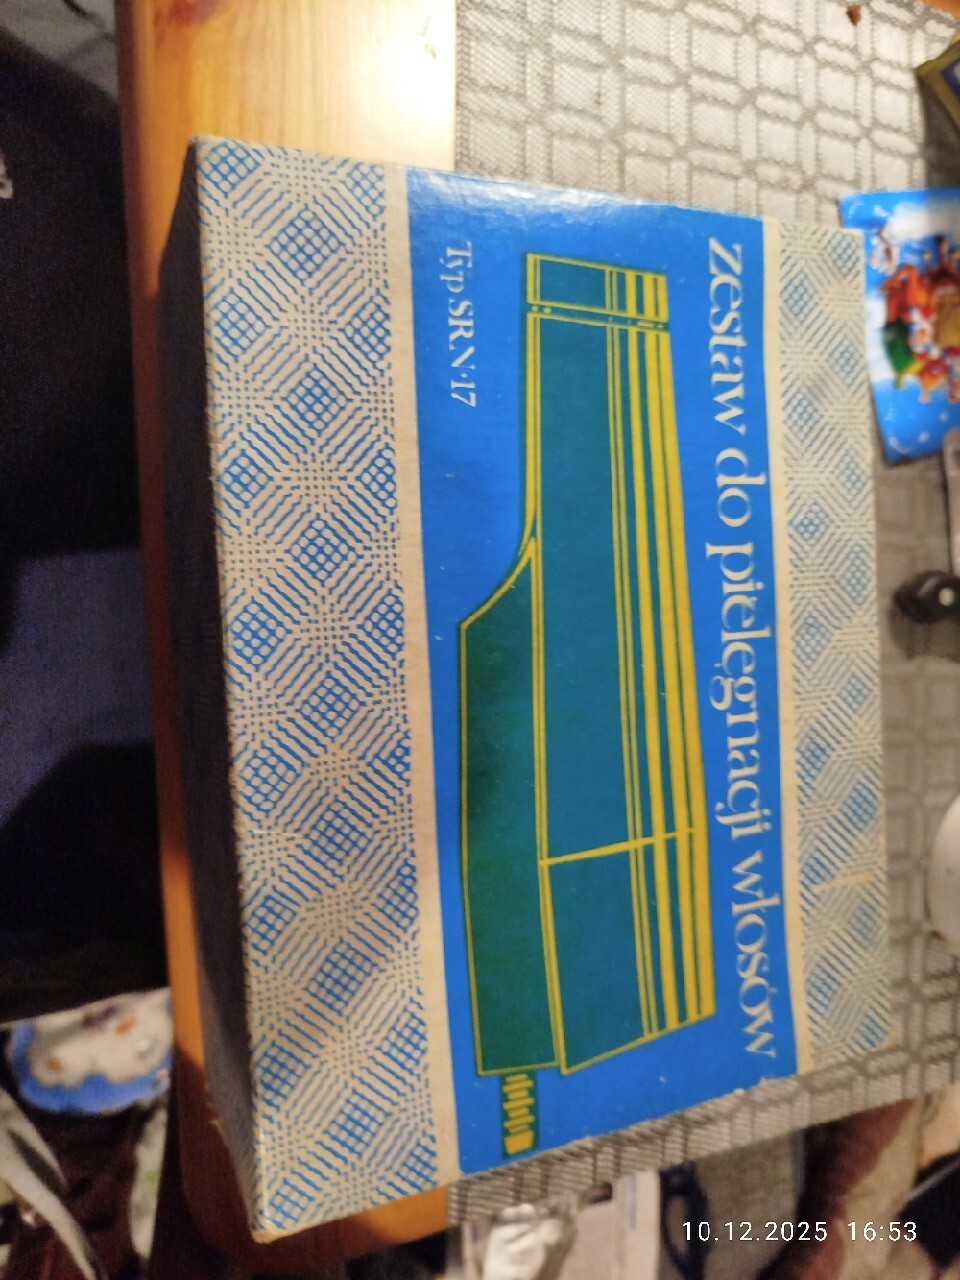 zestaw do pielęgnacji włosów
Typ SRN·17
10.12.2025 16:53